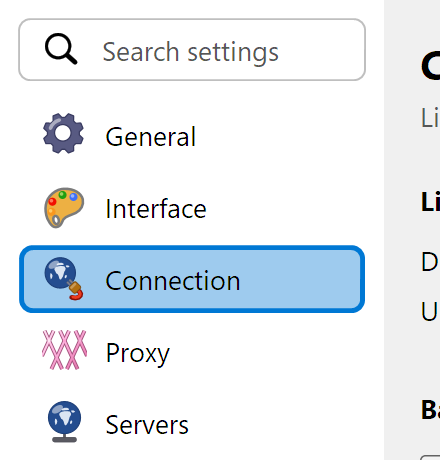 Search settings
General
Interface
Connection
Proxy
Servers